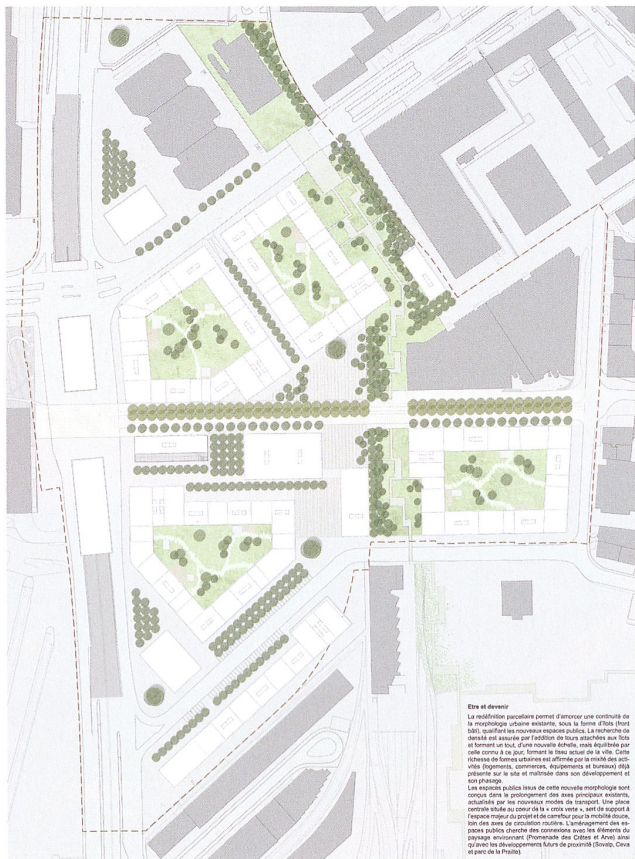 Etre et devenir
La redéfinition parcellaire permet d'amorcer une continuité de
la morphologie urbaine existante, sous la forme d'îlots (front
bâti), qualifiant les nouveaux espaces publics. La recherche de
densité est assurée par l'addition de tours attachées aux îlots
et formant un tout, d'une nouvelle échelle, mais équilibrée par
celle connue à ce jour, formant le tissu actuel de la ville. Cette
richesse de formes urbaines est affirmée par la mixité des acti-
vités (logements, commerces, équipements et bureaux) déjà
présente sur le site et maîtrisée dans son développement et
son phasage.
Les espaces publics issus de cette nouvelle morphologie sont
conçus dans le prolongement des axes principaux existants,
actualisés par les nouveaux modes de transport. Une place
centrale située au coeur de la « croix verte », sert de support à
l'espace majeur du projet et de carrefour pour la mobilité douce,
loin des axes de circulation routière. L'aménagement des es-
paces publics cherche des connexions avec les éléments du
paysage environnant (Promenade des Crêtes et Arve) ainsi
qu'avec les développements futurs de proximité (Sovalp, Ceva
et parc de la Praille).